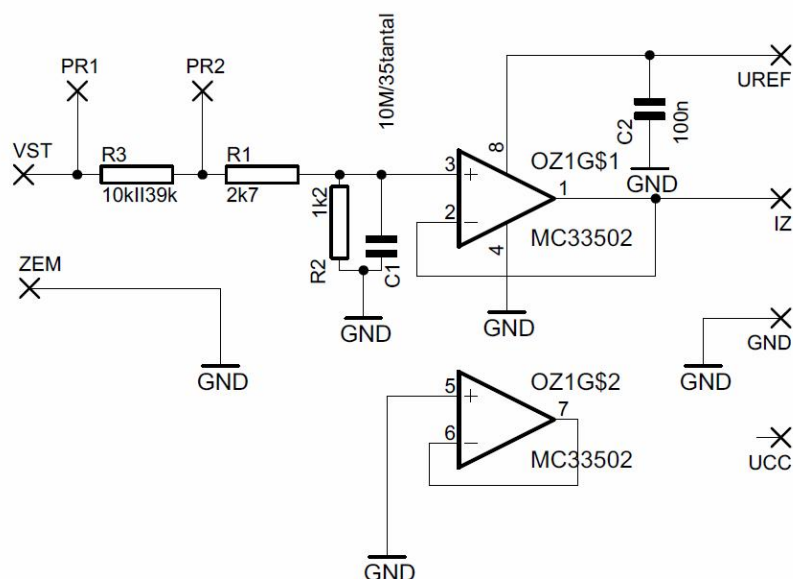 10M/35tantal
PR1
PR2
UREF
C2
100n
VST
R3
R1
8
OZ1G$1
GND
3
+
1
10kII39k
2k7
1k2
2
−
IZ
MC33502
ZEM
R2
C1
4
GND
GND
GND
GND
GND
OZ1G$2
5
+
7
6
−
MC33502
UCC
GND